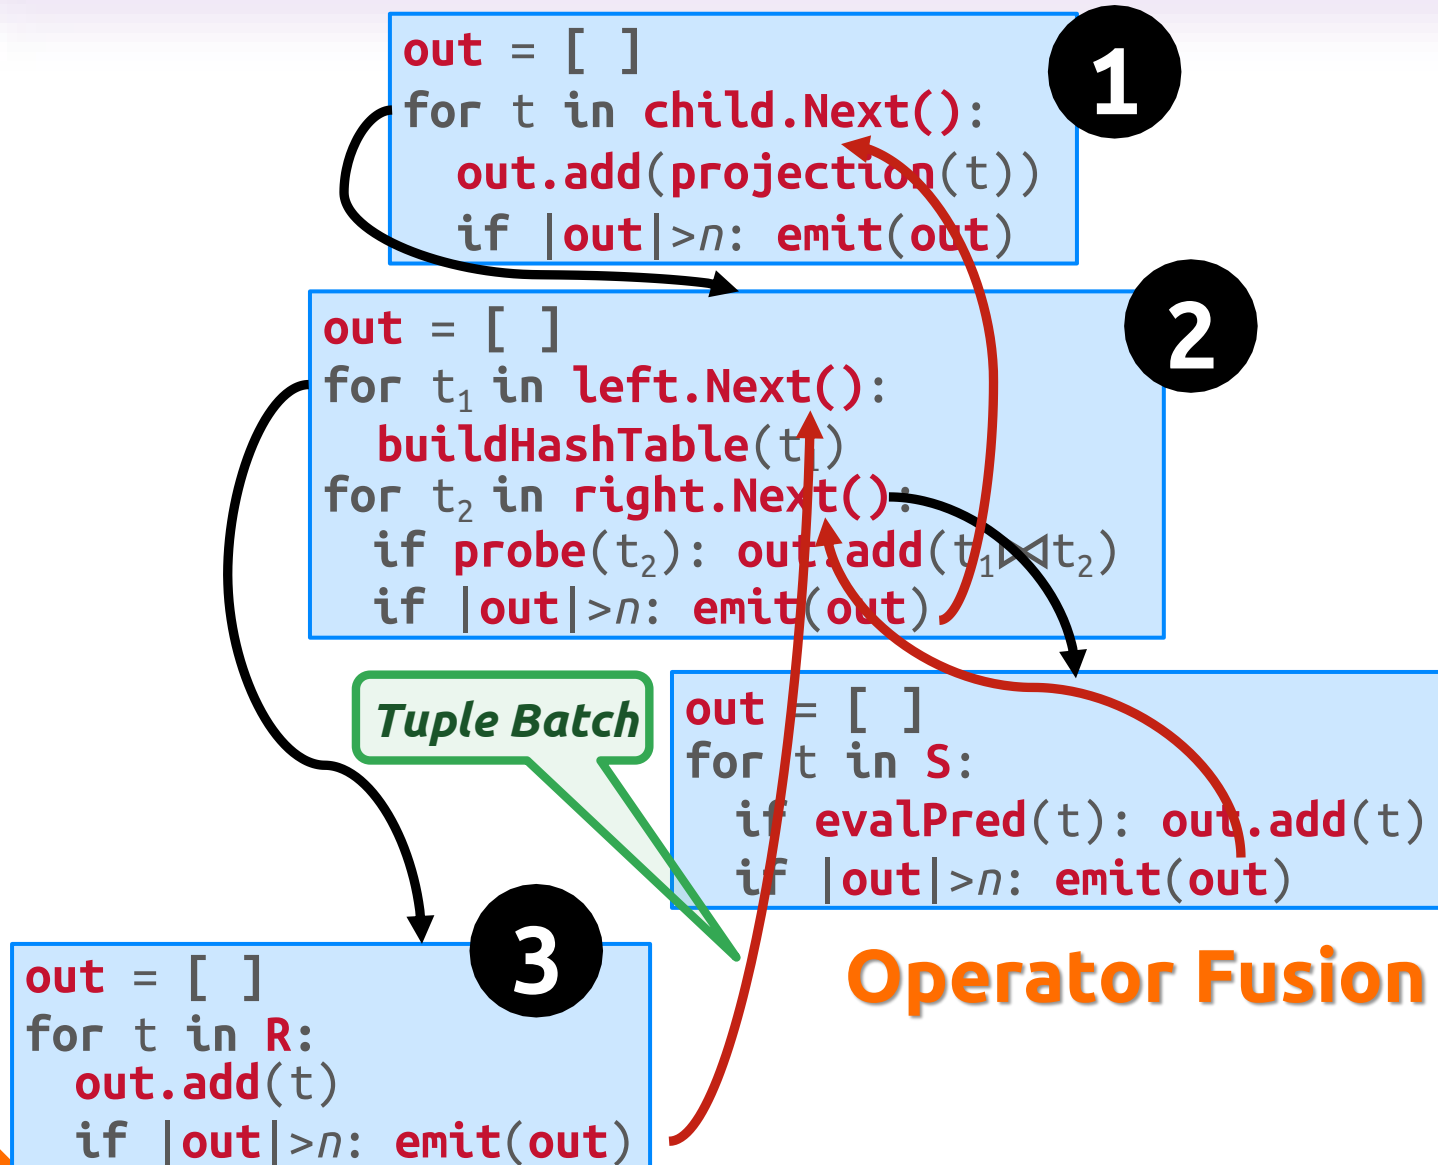 1
out = [ ]
for t in child.Next():
out.add(projection(t))
if |out|>n: emit(out)
2
out = [ ]
for t₁ in left.Next():
buildHashTable(t₁)
for t₂ in right.Next():
if probe(t₂): out.add(t₁⋈t₂)
if |out|>n: emit(out)
Tuple Batch
out = [ ]
for t in S:
if evalPred(t): out.add(t)
if |out|>n: emit(out)
Operator Fusion
3
out = [ ]
for t in R:
out.add(t)
if |out|>n: emit(out)